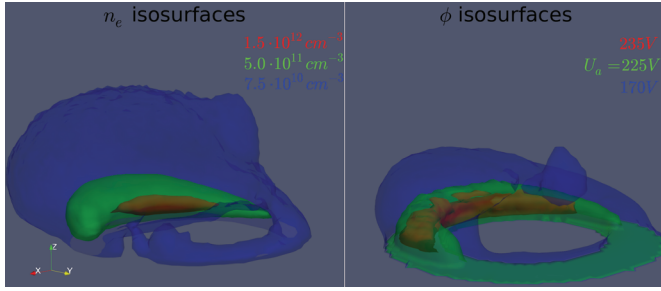 n_e isosurfaces
1.5·10^12 cm^-3
5.0·10^11 cm^-3
7.5·10^10 cm^-3
Z
X
Y
ϕ isosurfaces
235V
U_a=225V
170V